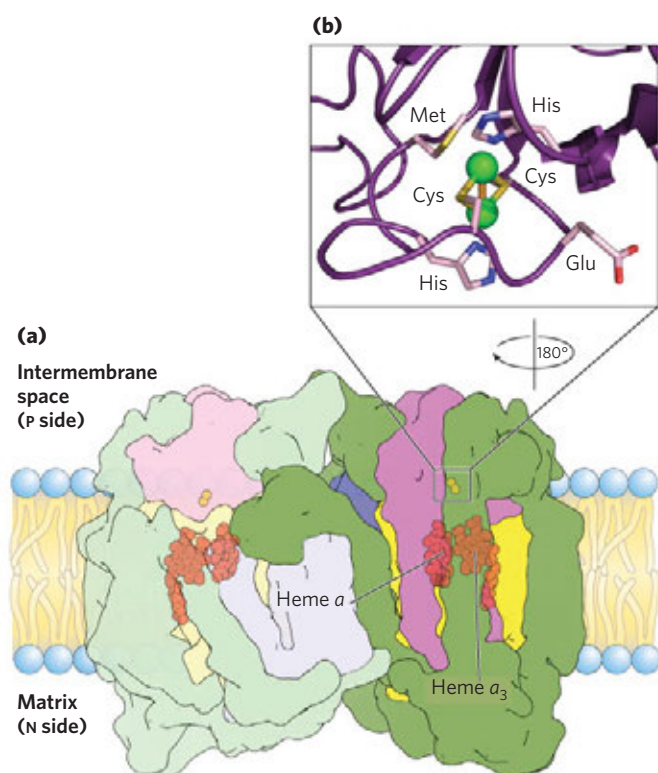 (b)
Met
His
Cys
Cys
His
Glu
(a)
180°
Intermembrane
space
(P side)
Heme a
Heme a3
Matrix
(N side)